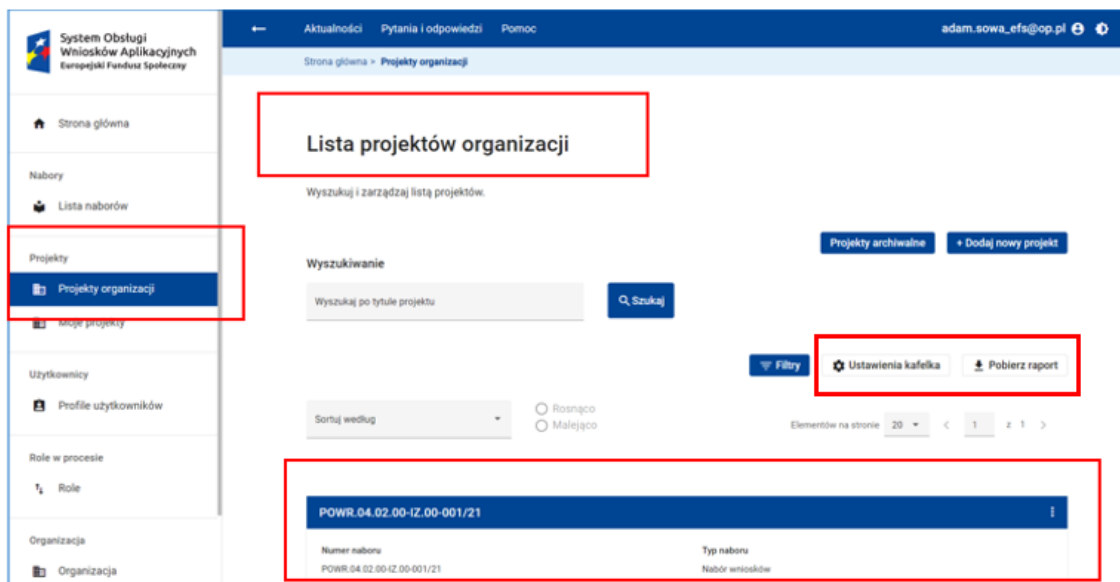 System Obsługi
Wniosków Aplikacyjnych
Europejski Fundusz Społeczny
Aktualności Pytania i odpowiedzi Pomoc
adam.sowa_efs@op.pl
Strona główna > Projekty organizacji
Strona główna
Nabory
Lista naborów
Projekty
Projekty organizacji
Moje projekty
Użytkownicy
Profile użytkowników
Role w procesie
Role
Organizacja
Organizacja
Lista projektów organizacji
Wyszukuj i zarządzaj listą projektów.
Projekty archiwalne + Dodaj nowy projekt
Wyszukiwanie
Wyszukaj po tytule projektu Szukaj
Filtry Ustawienia kafelka Pobierz raport
Sortuj według
Rosnąco
Malejąco
Elementów na stronie 20 < 1 z 1 >
POWR.04.02.00-IZ.00-001/21
Numer naboru Typ naboru
POWR.04.02.00-IZ.00-001/21 Nabór wniosków